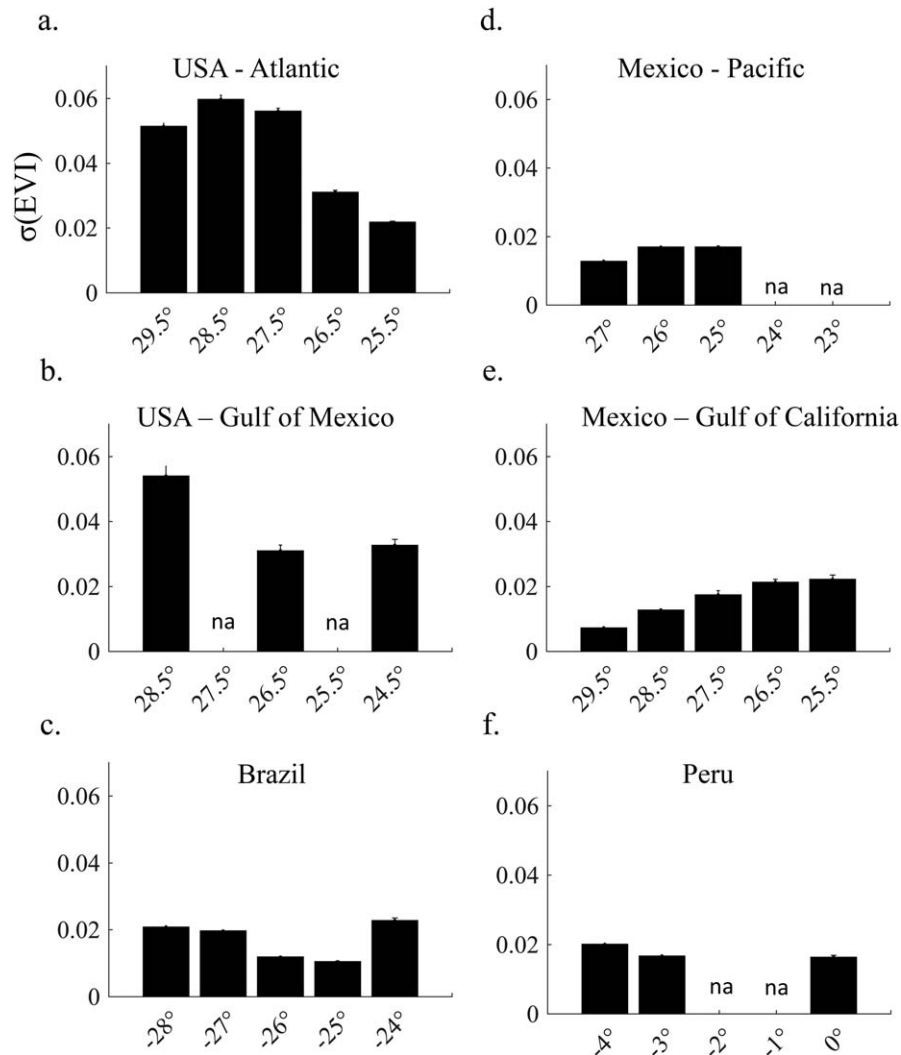 a.
USA - Atlantic
σ(EVI)
0.06
0.04
0.02
0
29.5° 28.5° 27.5° 26.5° 25.5°
b.
USA – Gulf of Mexico
0.06
0.04
0.02
0
na na
28.5° 27.5° 26.5° 25.5° 24.5°
c.
Brazil
0.06
0.04
0.02
0
-28° -27° -26° -25° -24°
d.
Mexico - Pacific
0.06
0.04
0.02
0
na na
27° 26° 25° 24° 23°
e.
Mexico – Gulf of California
0.06
0.04
0.02
0
29.5° 28.5° 27.5° 26.5° 25.5°
f.
Peru
0.06
0.04
0.02
0
na na
-4° -3° -2° -1° 0°